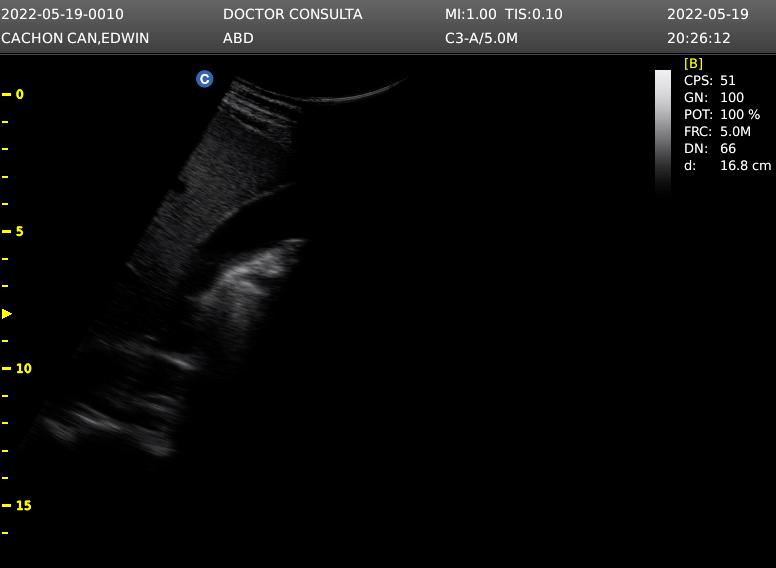 2022-05-19-0010 DOCTOR CONSULTA MI:1.00 TIS:0.10 2022-05-19
CACHON CAN,EDWIN ABD C3-A/5.0M 20:26:12
C
[B]
CPS: 51
GN: 100
POT: 100 %
FRC: 5.0M
DN: 66
d: 16.8 cm
0
5
10
15